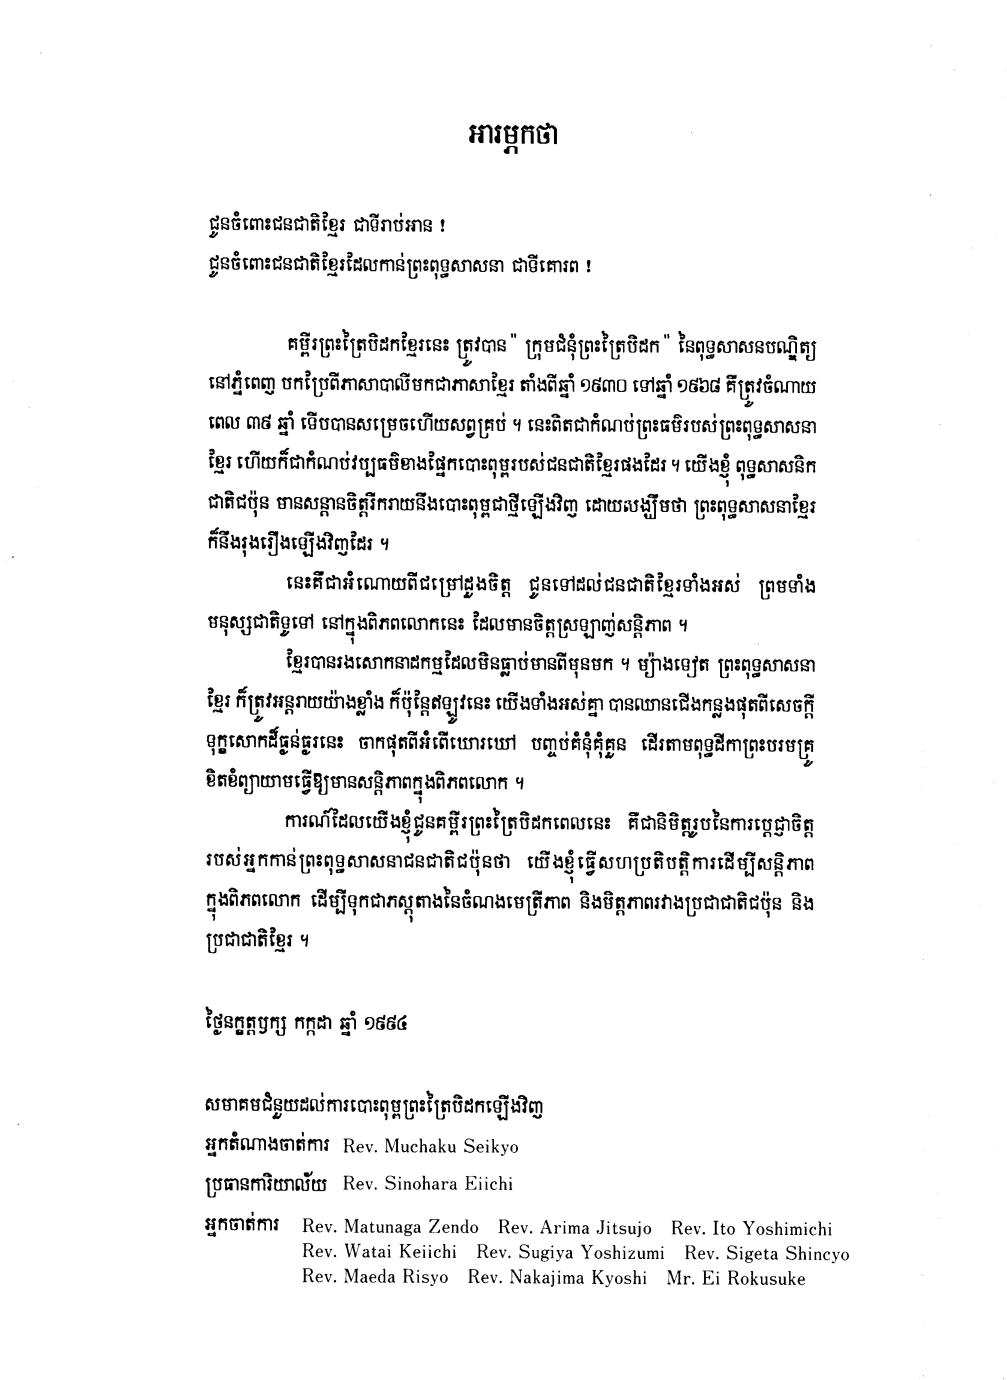 អារម្ភកថា
ជូនចំពោះជនជាតិខ្មែរ ជាទីរាប់អាន !
ជូនចំពោះជនជាតិខ្មែរដែលកាន់ព្រះពុទ្ធសាសនា ជាទីគោរព !
គម្ពីរព្រះត្រៃបិដកខ្មែរនេះ ត្រូវបាន " ក្រុមជំនុំព្រះត្រៃបិដក " នៃពុទ្ធសាសនបណ្ឌិត្យ
នៅភ្នំពេញ បកប្រែពីភាសាបាលីមកជាភាសាខ្មែរ តាំងពីឆ្នាំ ១៩៣០ ទៅឆ្នាំ ១៩៦៨ គឺត្រូវចំណាយ
ពេល ៣៩ ឆ្នាំ ទើបបានសម្រេចហើយសព្វគ្រប់ ។ នេះពិតជាកំណប់ព្រះធម៌របស់ព្រះពុទ្ធសាសនា
ខ្មែរ ហើយក៏ជាកំណប់វប្បធម៌ខាងផ្នែកបោះពុម្ពរបស់ជនជាតិខ្មែរផងដែរ ។ យើងខ្ញុំ ពុទ្ធសាសនិក
ជាតិជប៉ុន មានសន្តានចិត្តរីករាយនឹងបោះពុម្ពជាថ្មីឡើងវិញ ដោយសង្ឃឹមថា ព្រះពុទ្ធសាសនាខ្មែរ
ក៏នឹងរុងរឿងឡើងវិញដែរ ។
នេះគឺជាអំណោយពីជម្រៅដួងចិត្ត ជូនទៅដល់ជនជាតិខ្មែរទាំងអស់ ព្រមទាំង
មនុស្សជាតិទូទៅ នៅក្នុងពិភពលោកនេះ ដែលមានចិត្តស្រឡាញ់សន្តិភាព ។
ខ្មែរបានរងសោកនាដកម្មដែលមិនធ្លាប់មានពីមុនមក ។ ម្យ៉ាងទៀត ព្រះពុទ្ធសាសនា
ខ្មែរ ក៏ត្រូវអន្តរាយយ៉ាងខ្លាំង ក៏ប៉ុន្តែឥឡូវនេះ យើងទាំងអស់គ្នា បានឈានជើងកន្លងផុតពីសេចក្តី
ទុក្ខសោកដ៏ធ្ងន់ធ្ងរនេះ ចាកផុតពីអំពើឃោរឃៅ បញ្ចប់គំនុំគុំគួន ដើរតាមពុទ្ធដីកាព្រះបរមគ្រូ
ខិតខំព្យាយាមធ្វើឱ្យមានសន្តិភាពក្នុងពិភពលោក ។
ការណ៍ដែលយើងខ្ញុំជូនគម្ពីរព្រះត្រៃបិដកពេលនេះ គឺជានិមិត្តរូបនៃការប្តេជ្ញាចិត្ត
របស់អ្នកកាន់ព្រះពុទ្ធសាសនាជនជាតិជប៉ុនថា យើងខ្ញុំធ្វើសហប្រតិបត្តិការដើម្បីសន្តិភាព
ក្នុងពិភពលោក ដើម្បីទុកជាភស្តុតាងនៃចំណងមេត្រីភាព និងមិត្តភាពរវាងប្រជាជាតិជប៉ុន និង
ប្រជាជាតិខ្មែរ ។
ថ្ងៃនក្ខត្តឫក្ស កក្កដា ឆ្នាំ ១៩៩៤
សមាគមជំនួយដល់ការបោះពុម្ពព្រះត្រៃបិដកឡើងវិញ
អ្នកតំណាងចាត់ការ Rev. Muchaku Seikyo
ប្រធានការិយាល័យ Rev. Sinohara Eiichi
អ្នកចាត់ការ Rev. Matunaga Zendo Rev. Arima Jitsujo Rev. Ito Yoshimichi
Rev. Watai Keiichi Rev. Sugiya Yoshizumi Rev. Sigeta Shincyo
Rev. Maeda Risyo Rev. Nakajima Kyoshi Mr. Ei Rokusuke